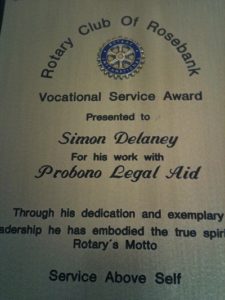 Rotary Club Of Rosebank
Vocational Service Award
Presented to
Simon Delaney
For his work with
Probono Legal Aid
Through his dedication and exemplary
eadership he has embodied the true spiri
Rotary's Motto
Service Above Self